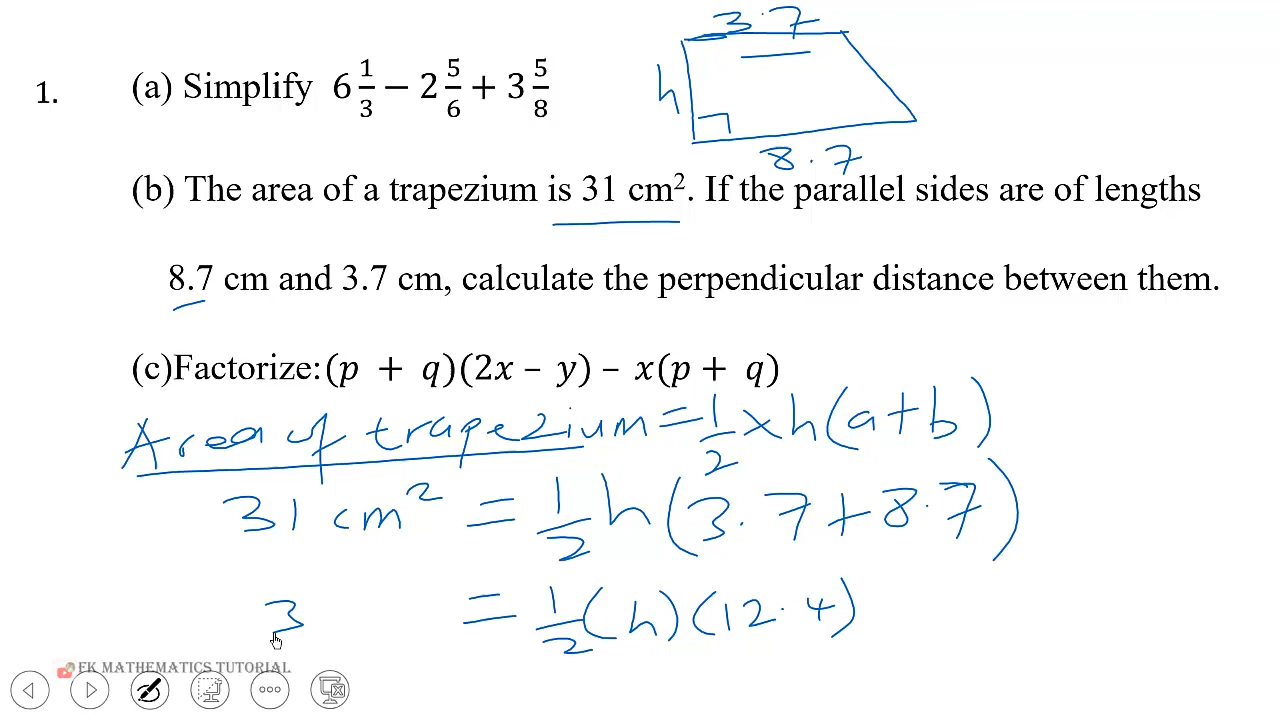 3.7
1. (a) Simplify 6 1/3 − 2 5/6 + 3 5/8
h
8.7
(b) The area of a trapezium is 31 cm². If the parallel sides are of lengths
8.7 cm and 3.7 cm, calculate the perpendicular distance between them.
(c)Factorize:(p + q)(2x – y) – x(p + q)
Area of trapezium = 1/2 × h(a+b)
31 cm² = 1/2 h(3.7+8.7)
3 = 1/2 (h)(12.4)
EK MATHEMATICS TUTORIAL